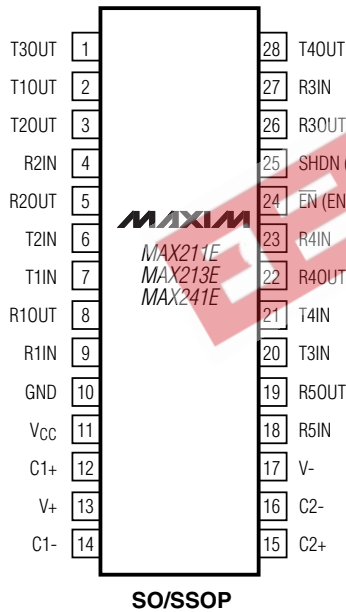 T3OUT 1 28 T4OUT
T1OUT 2 27 R3IN
T2OUT 3 26 R3OUT
R2IN 4 25 SHDN (
R2OUT 5 24 EN (EN
MAXIM
T2IN 6 23 R4IN
MAX211E
T1IN 7 22 R4OUT
MAX213E
MAX241E
R1OUT 8 21 T4IN
R1IN 9 20 T3IN
GND 10 19 R5OUT
VCC 11 18 R5IN
C1+ 12 17 V-
V+ 13 16 C2-
C1- 14 15 C2+
SO/SSOP